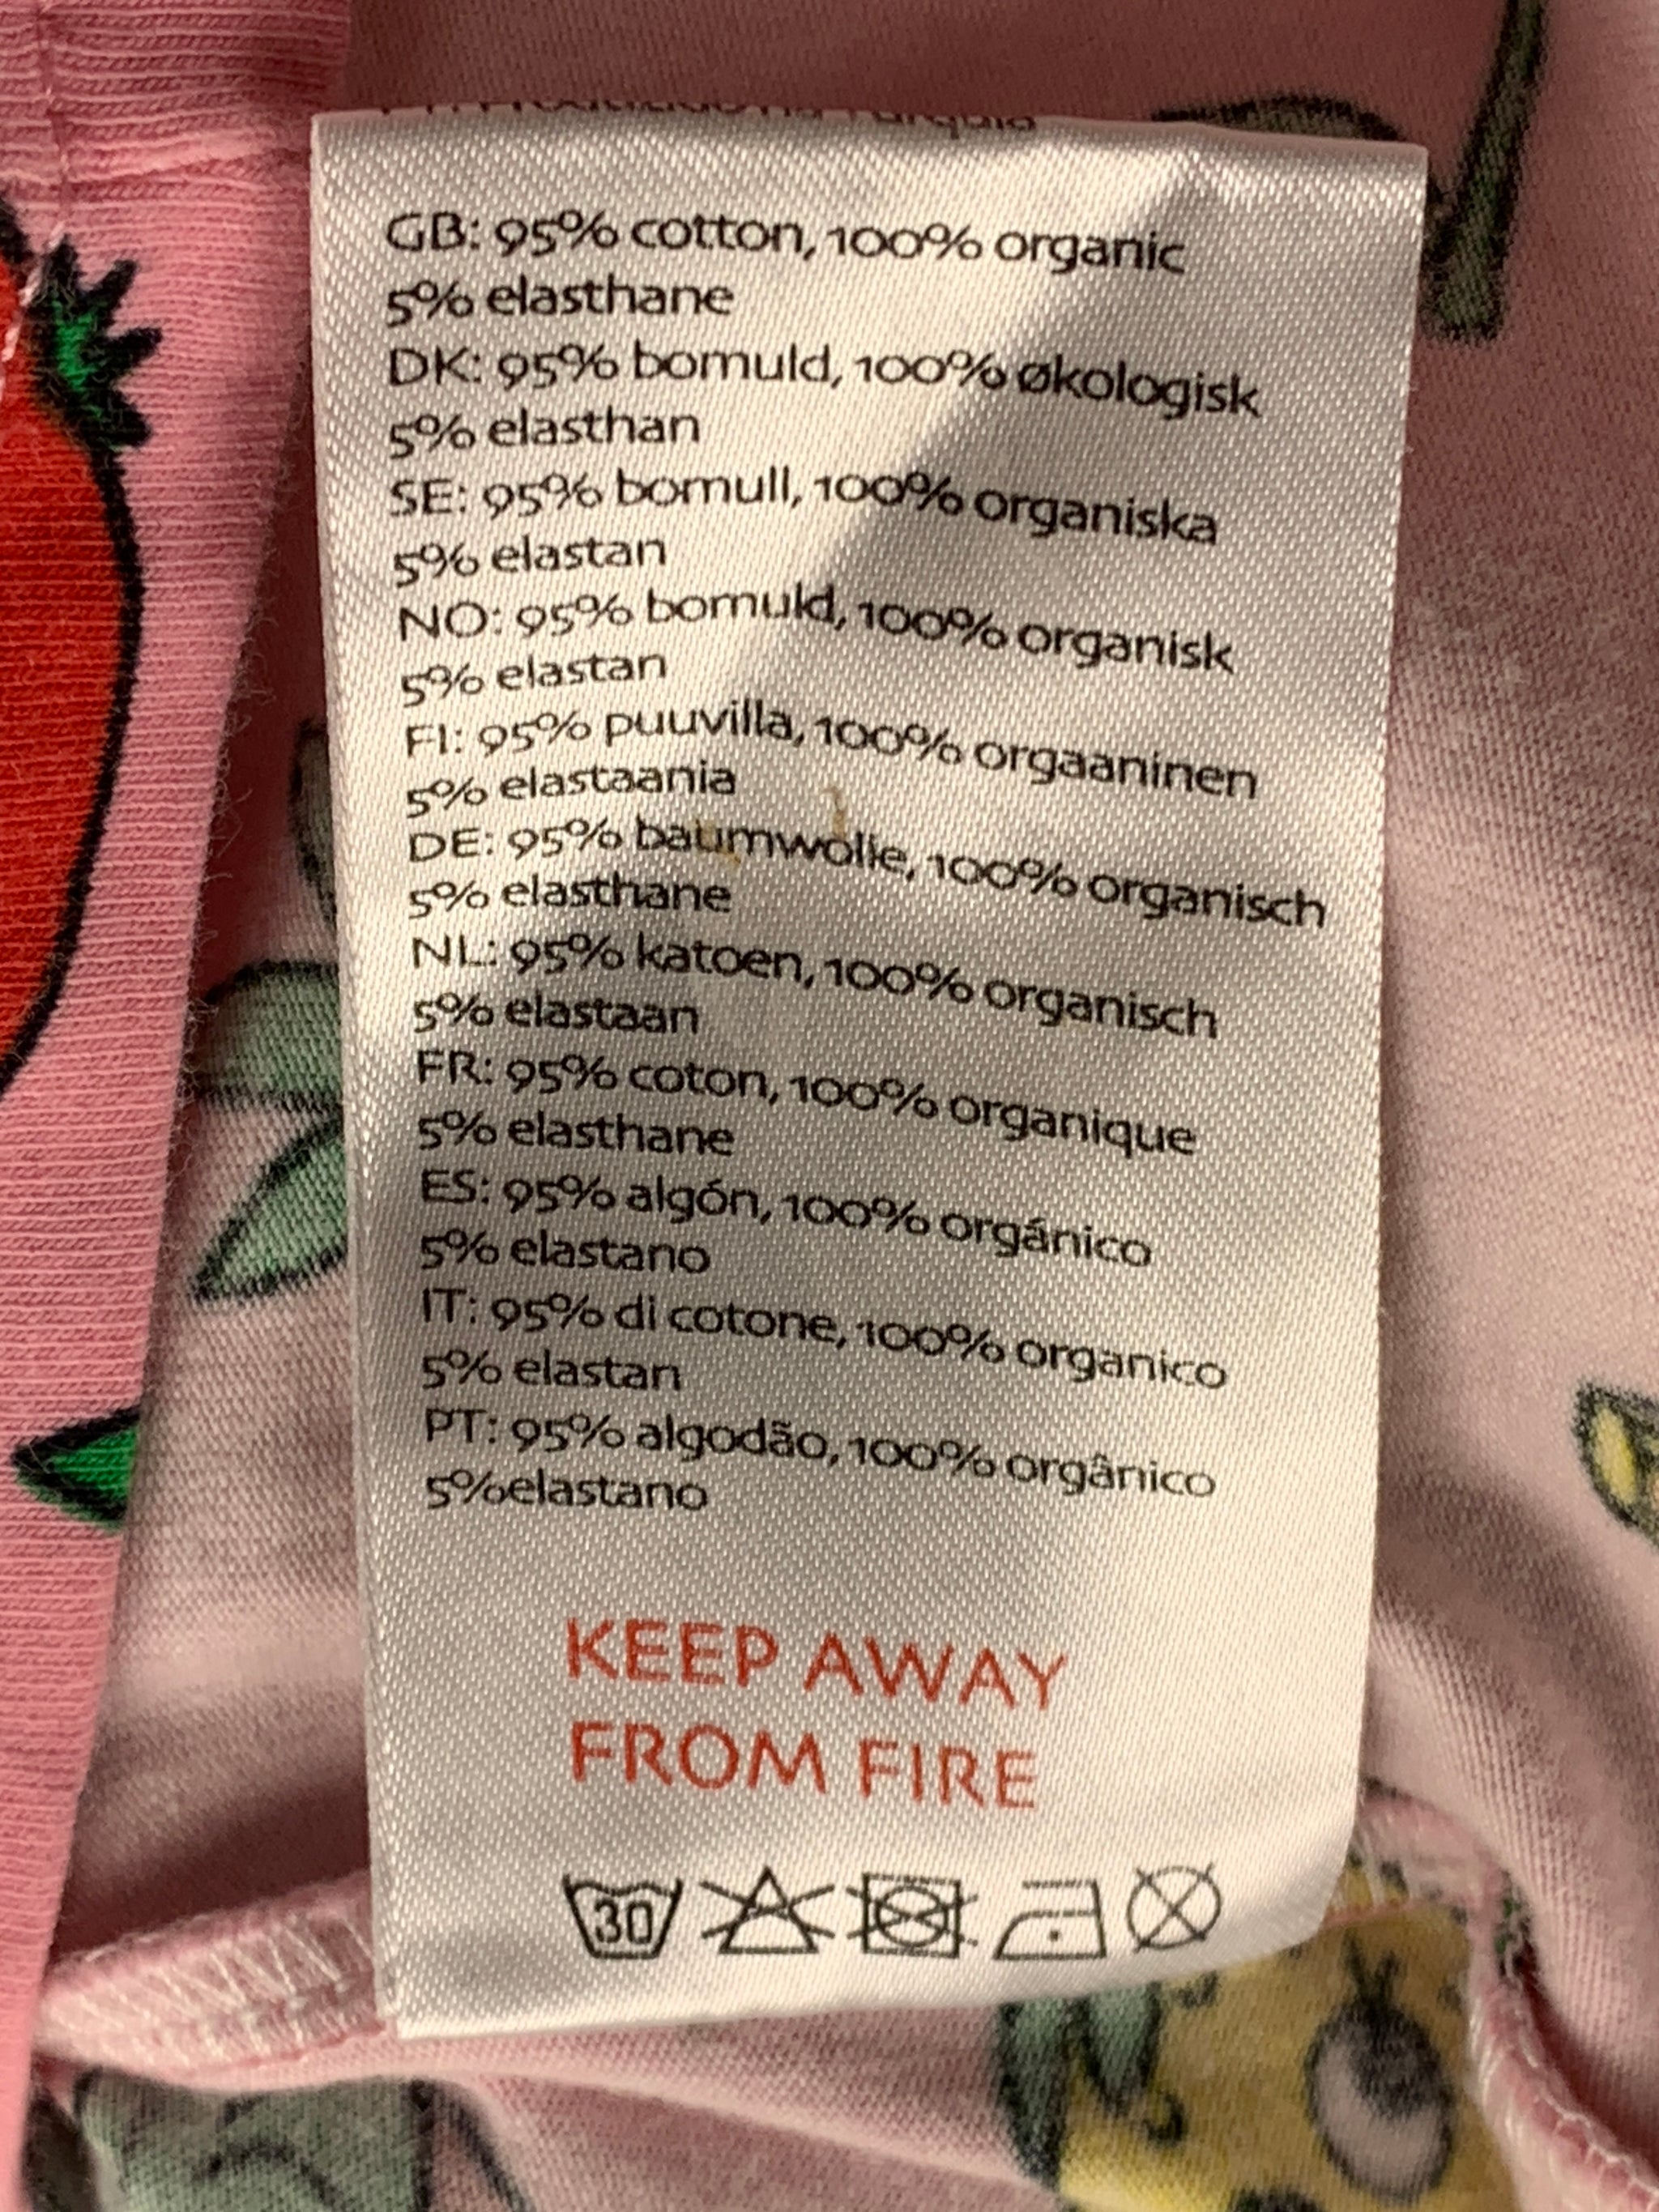 GB: 95% cotton, 100% organic
5% elasthane
DK: 95% bomuld, 100% økologisk
5% elasthan
SE: 95% bomull, 100% organiska
5% elastan
NO: 95% bomuld, 100% organisk
5% elastan
FI: 95% puuvilla, 100% orgaaninen
5% elastaania
DE: 95% baumwolle, 100% organisch
5% elasthane
NL: 95% katoen, 100% organisch
5% elastaan
FR: 95% coton, 100% organique
5% elasthane
ES: 95% algón, 100% orgánico
5% elastano
IT: 95% di cotone, 100% organico
5% elastan
PT: 95% algodão, 100% orgânico
5%elastano
KEEP AWAY
FROM FIRE
30